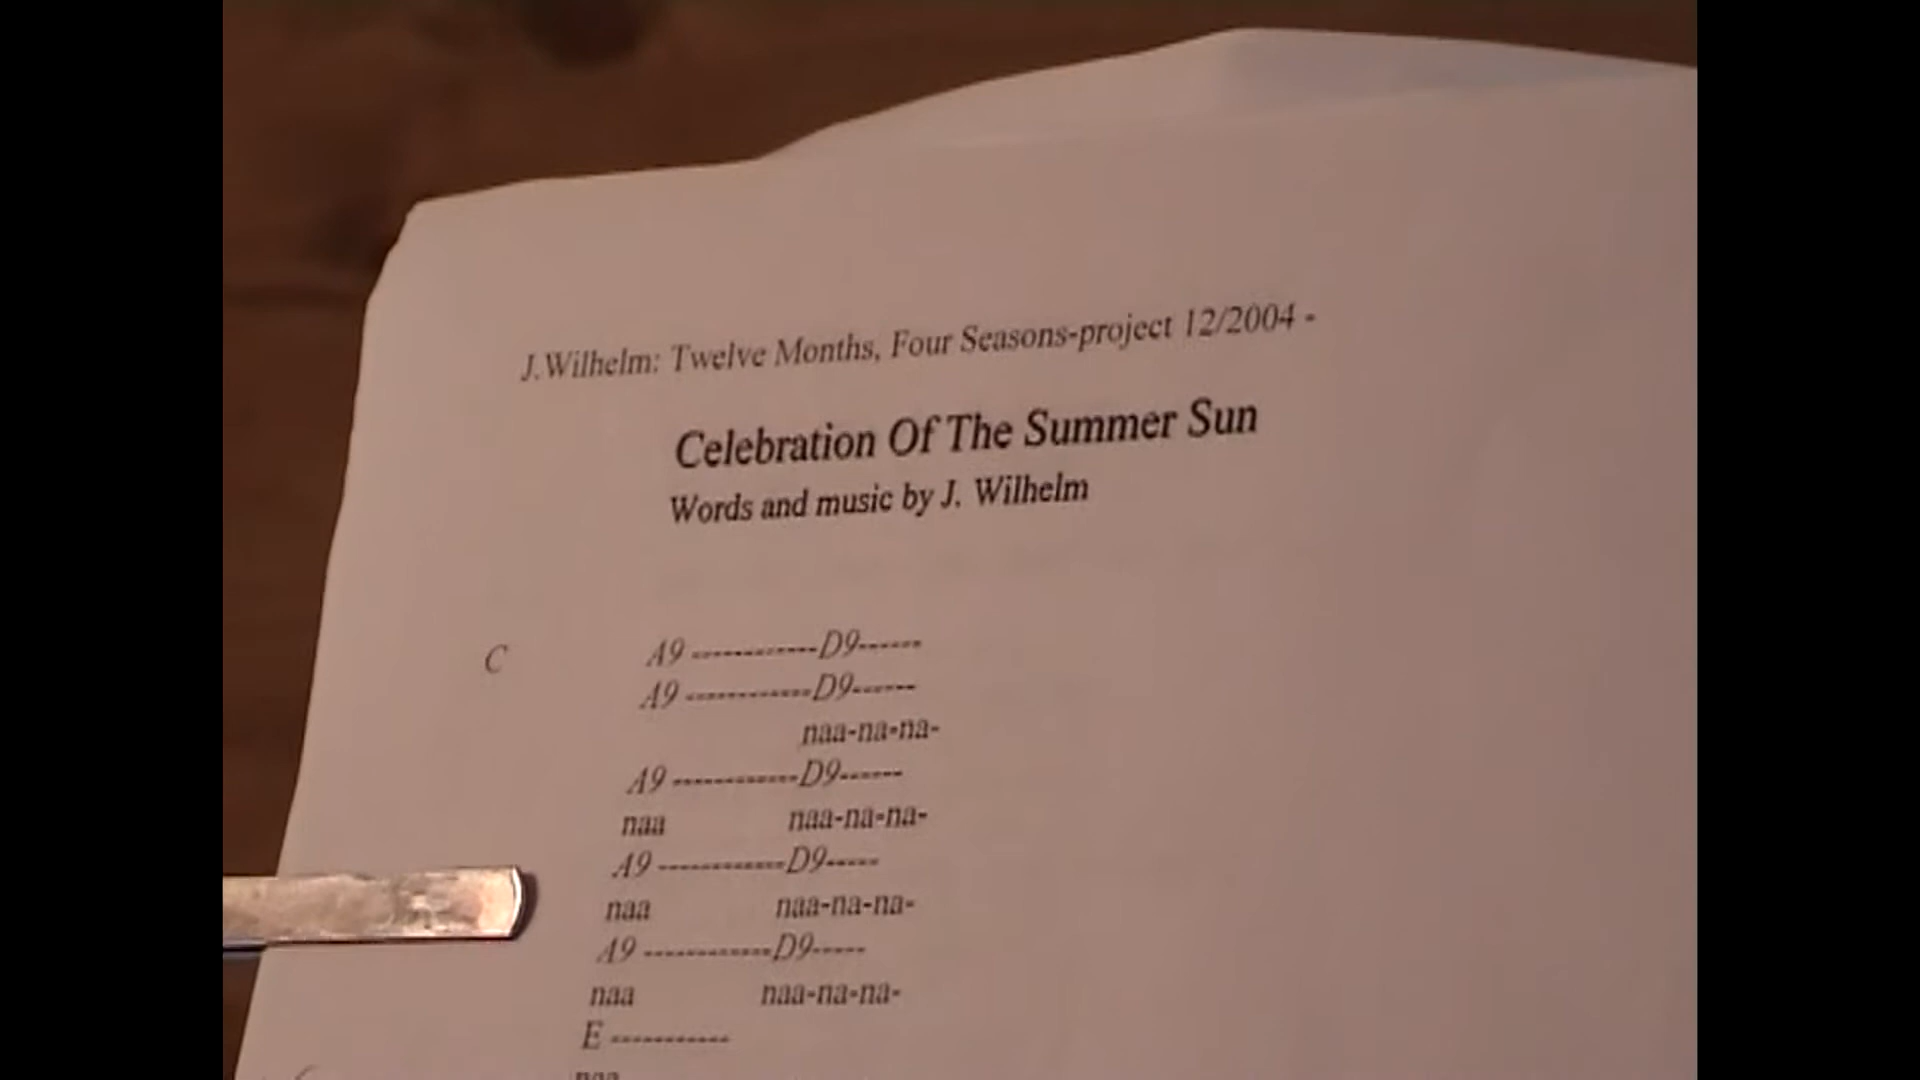 J.Wilhelm: Twelve Months, Four Seasons-project 12/2004 -
Celebration Of The Summer Sun
Words and music by J. Wilhelm
C A9 ------------D9------
A9 ------------D9------
naa-na-na-
A9 ------------D9------
naa naa-na-na-
A9 ------------D9-----
naa naa-na-na-
A9 ------------D9-----
naa naa-na-na-
E -----------
naa